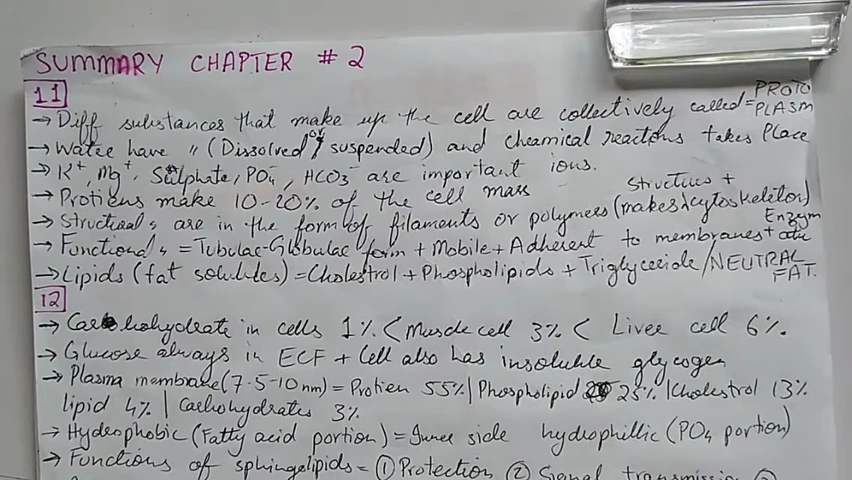 SUMMARY CHAPTER # 2
11
→ Diff substances that make up the cell are collectively called = PROTOPLASM
→ Water have " (Dissolved or suspended) and cheamical reactions takes Place
→ K+, Mg+, Sulphate, PO4-, HCO3- are important ions.
→ Protiens make 10-20% of the cell mass
→ Structural " are in the form of filaments or polymers (makes cytoskeleton) Structures +
→ Functional " = Tubular-Globular form + Mobile + Adherent to membranes + Enzym
→ Lipids (fat solubles) = Cholestrol + Phospholipids + Triglyceride/NEUTRAL FAT.
12
→ Carbohydrate in cells 1% < Muscle cell 3% < Liver cell 6%
→ Glucose always in ECF + Cell also has insoluble glycogen
→ Plasma membrane (7·5-10nm) = Protien 55% | Phospholipid 25% | Cholestrol 13%
lipid 4% | Carbohydrates 3%
→ Hydrophobic (Fatty acid portion) = Inner side hydrophillic (PO4 portion)
→ Functions of sphingolipids = ① Protection ② Signal transmission